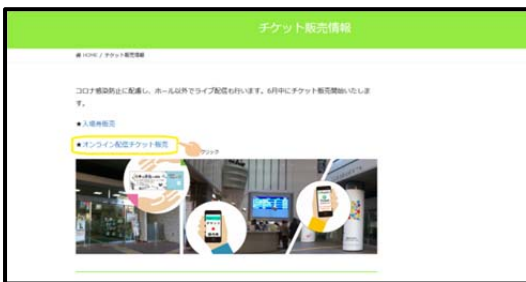 チケット販売情報
HOME / チケット販売情報
コロナ感染防止に配慮し、ホール以外でライブ配信も行います。6月中にチケット販売開始いたしま
す。
★入場券販売
★オンライン配信チケット販売
クリック